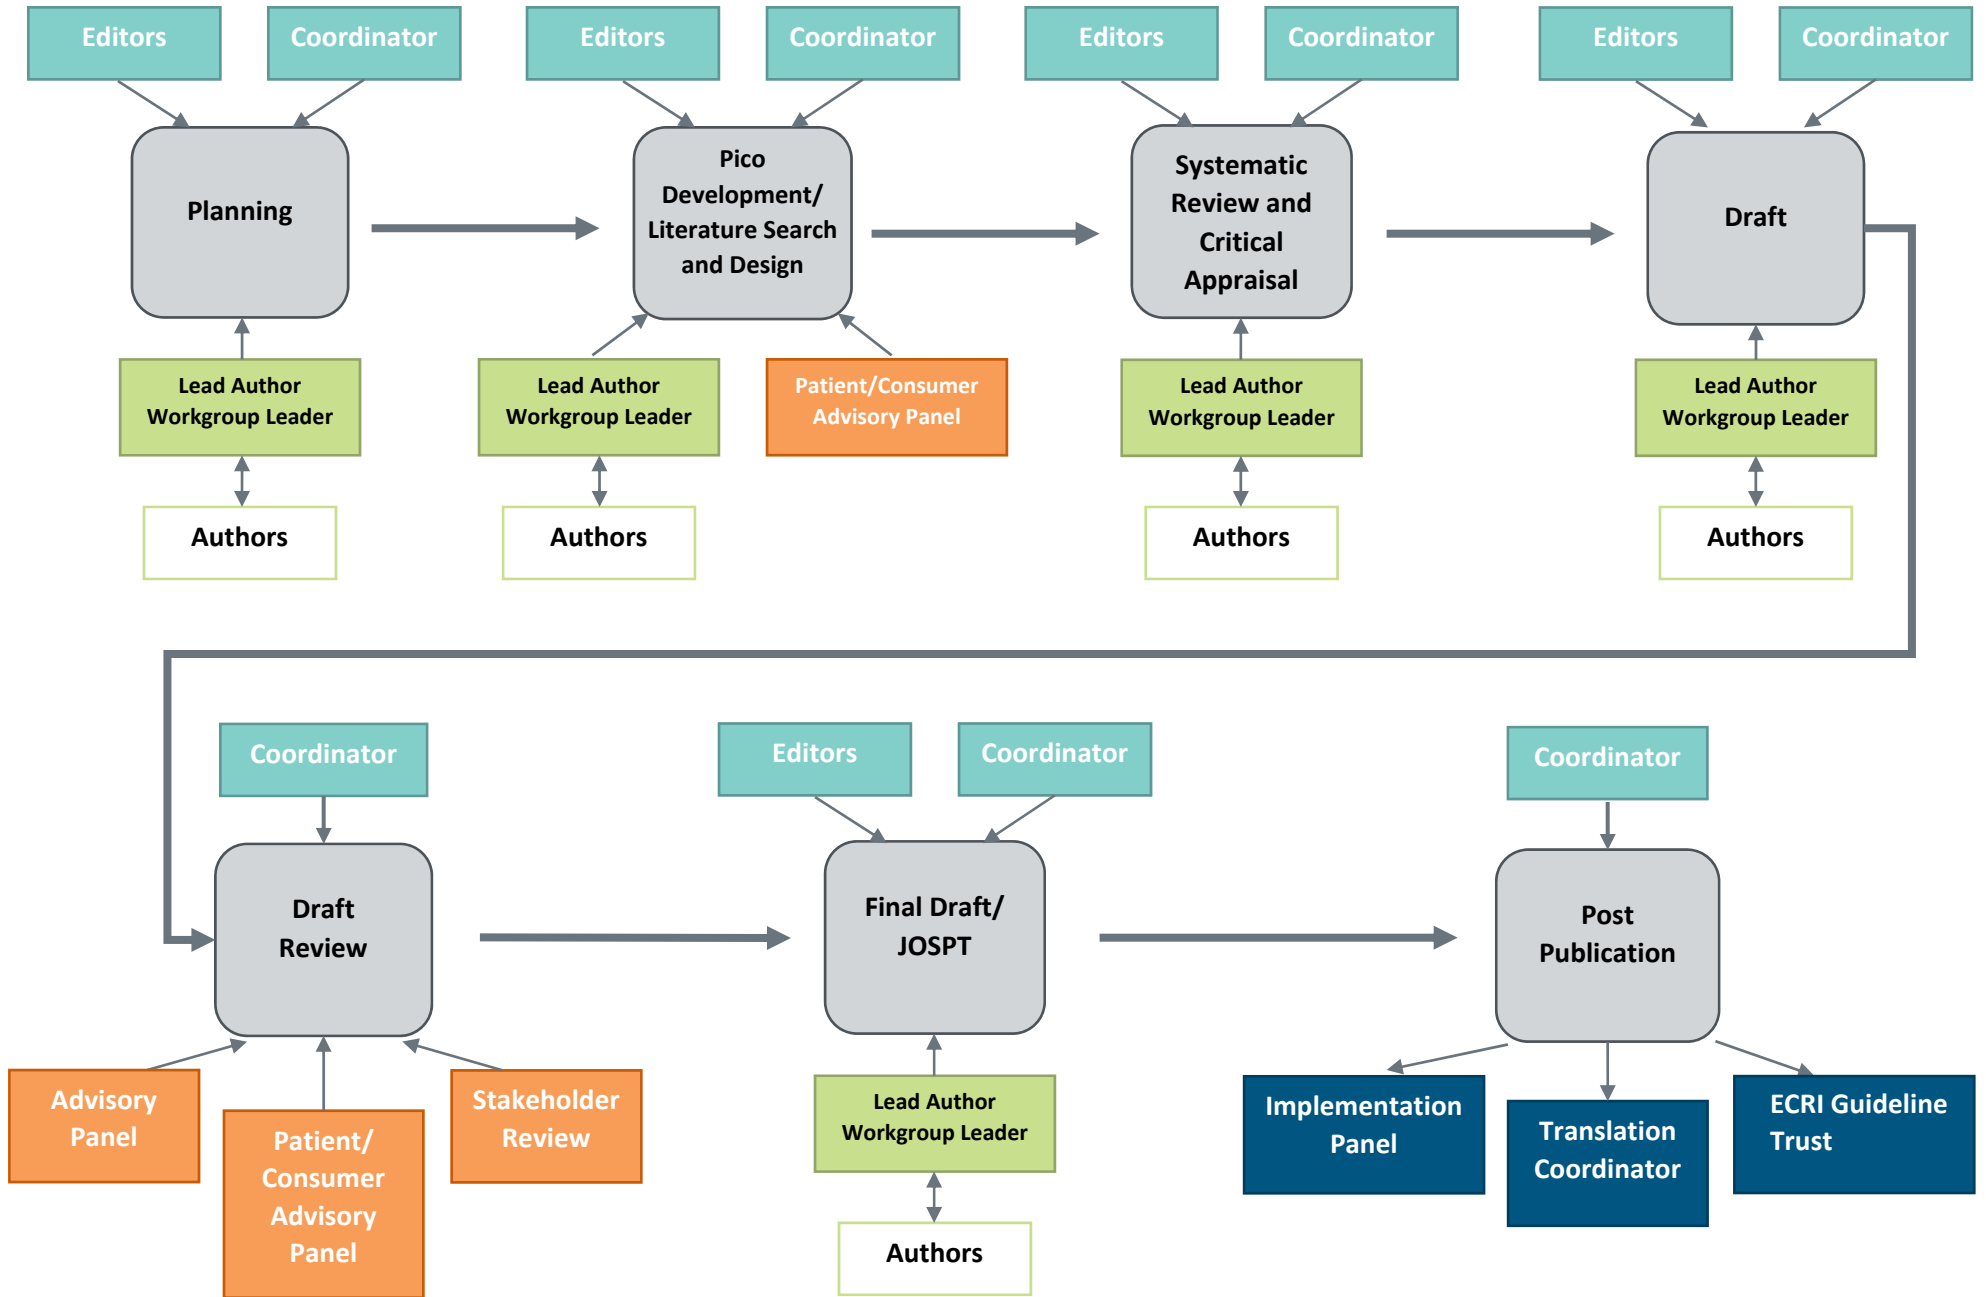 Editors
Coordinator
Editors
Coordinator
Editors
Coordinator
Editors
Coordinator
Planning
Pico
Development/
Literature Search
and Design
Systematic
Review and
Critical
Appraisal
Draft
Lead Author
Workgroup Leader
Lead Author
Workgroup Leader
Patient/Consumer
Advisory Panel
Lead Author
Workgroup Leader
Lead Author
Workgroup Leader
Authors
Authors
Authors
Authors
Coordinator
Editors
Coordinator
Coordinator
Draft
Review
Final Draft/
JOSPT
Post
Publication
Advisory
Panel
Patient/
Consumer
Advisory
Panel
Stakeholder
Review
Lead Author
Workgroup Leader
Authors
Implementation
Panel
Translation
Coordinator
ECRI Guideline
Trust